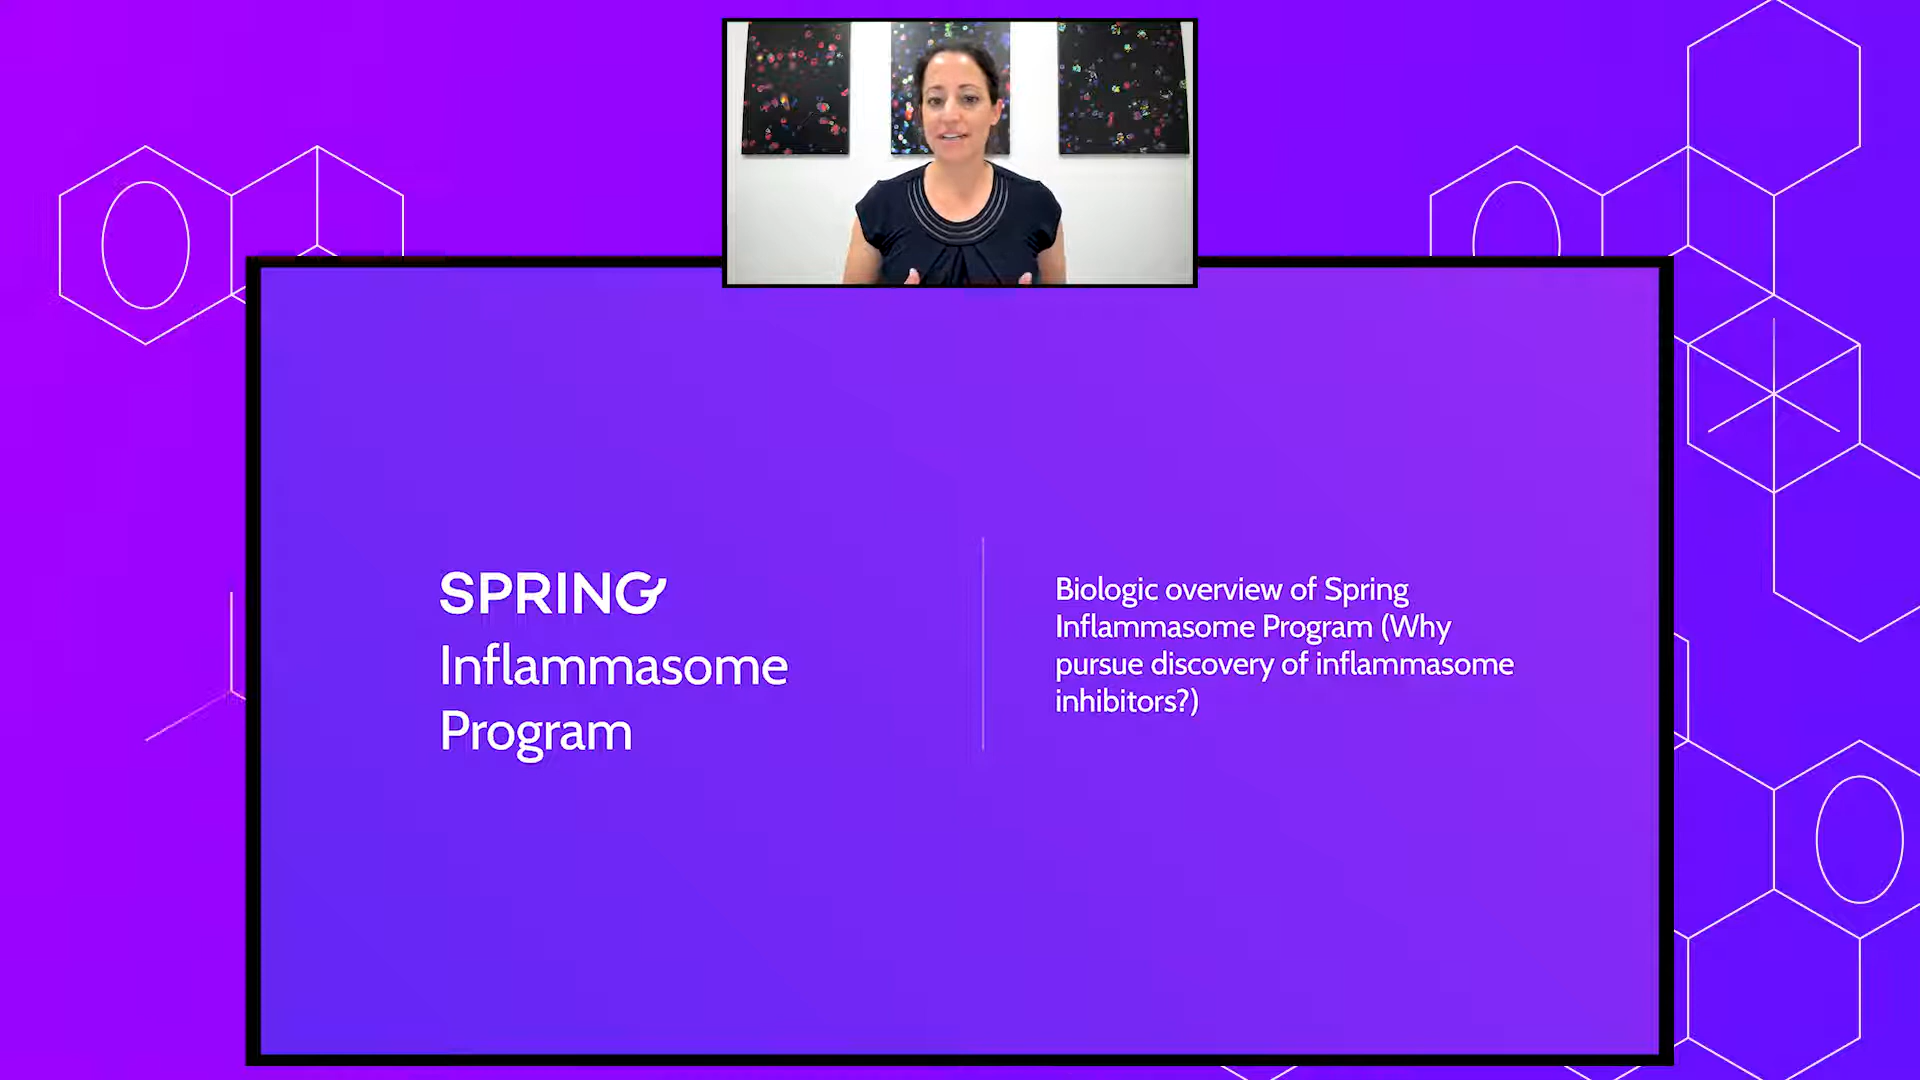 SPRING
Inflammasome
Program
Biologic overview of Spring
Inflammasome Program (Why
pursue discovery of inflammasome
inhibitors?)